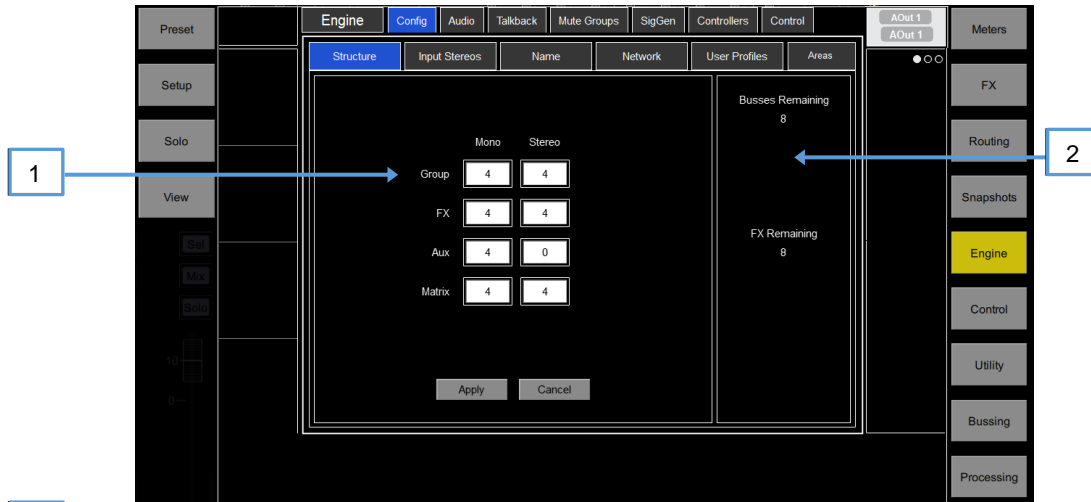 Preset
Setup
Solo
View
Sel
Mix
Solo
10
0
1
Engine Config Audio Talkback Mute Groups SigGen Controllers Control
Structure Input Stereos Name Network User Profiles Areas
Mono Stereo
Group 4 4
FX 4 4
Aux 4 0
Matrix 4 4
Apply Cancel
Busses Remaining
8
FX Remaining
8
AOut 1
AOut 1
Meters
FX
Routing
Snapshots
Engine
Control
Utility
Bussing
Processing
2